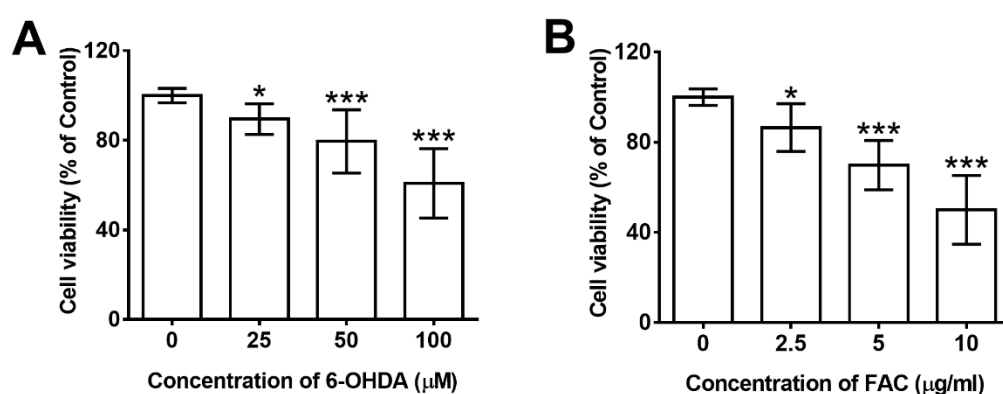 A
Cell viability (% of Control)
120
80
40
0
*
***
***
0 25 50 100
Concentration of 6-OHDA (μM)
B
Cell viability (% of Control)
120
80
40
0
*
***
***
0 2.5 5 10
Concentration of FAC (μg/ml)